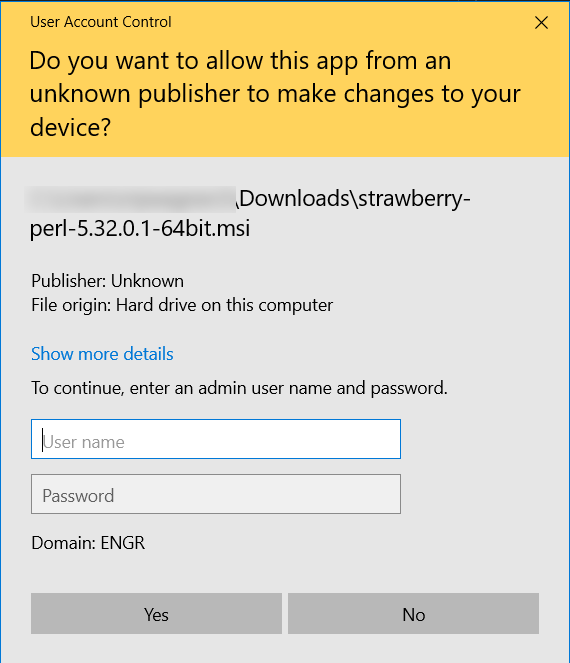 User Account Control
Do you want to allow this app from an
unknown publisher to make changes to your
device?
\Downloads\strawberry-
perl-5.32.0.1-64bit.msi
Publisher: Unknown
File origin: Hard drive on this computer
Show more details
To continue, enter an admin user name and password.
User name
Password
Domain: ENGR
Yes
No